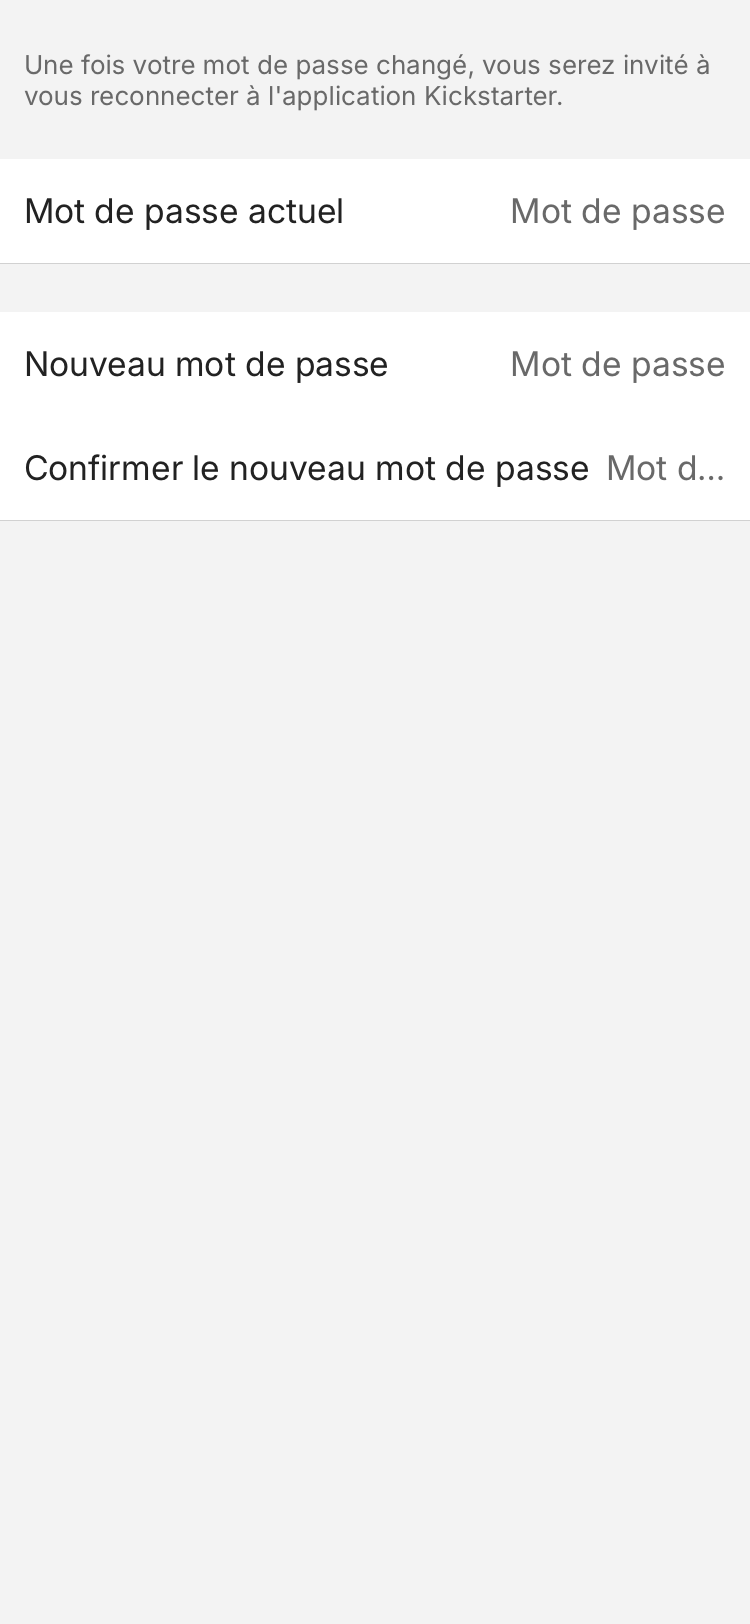 Une fois votre mot de passe changé, vous serez invité à
vous reconnecter à l'application Kickstarter.
Mot de passe actuel Mot de passe
Nouveau mot de passe Mot de passe
Confirmer le nouveau mot de passe Mot d...